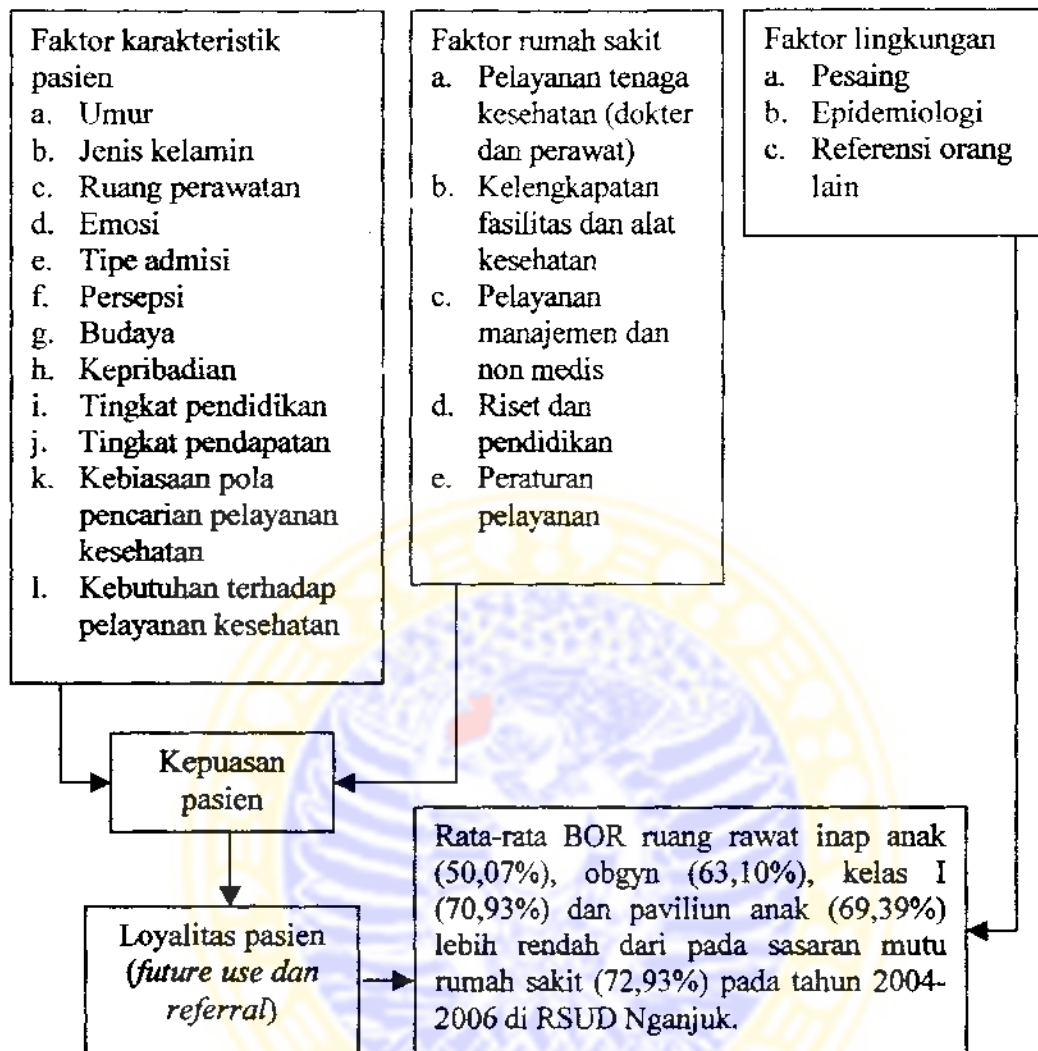 Faktor karakteristik
pasien
a. Umur
b. Jenis kelamin
c. Ruang perawatan
d. Emosi
e. Tipe admisi
f. Persepsi
g. Budaya
h. Kepribadian
i. Tingkat pendidikan
j. Tingkat pendapatan
k. Kebiasaan pola
pencarian pelayanan
kesehatan
l. Kebutuhan terhadap
pelayanan kesehatan
Faktor rumah sakit
a. Pelayanan tenaga
kesehatan (dokter
dan perawat)
b. Kelengkapatan
fasilitas dan alat
kesehatan
c. Pelayanan
manajemen dan
non medis
d. Riset dan
pendidikan
e. Peraturan
pelayanan
Faktor lingkungan
a. Pesaing
b. Epidemiologi
c. Referensi orang
lain
Kepuasan
pasien
Loyalitas pasien
(future use dan
referral)
Rata-rata BOR ruang rawat inap anak
(50,07%), obgyn (63,10%), kelas I
(70,93%) dan paviliun anak (69,39%)
lebih rendah dari pada sasaran mutu
rumah sakit (72,93%) pada tahun 2004-
2006 di RSUD Nganjuk.